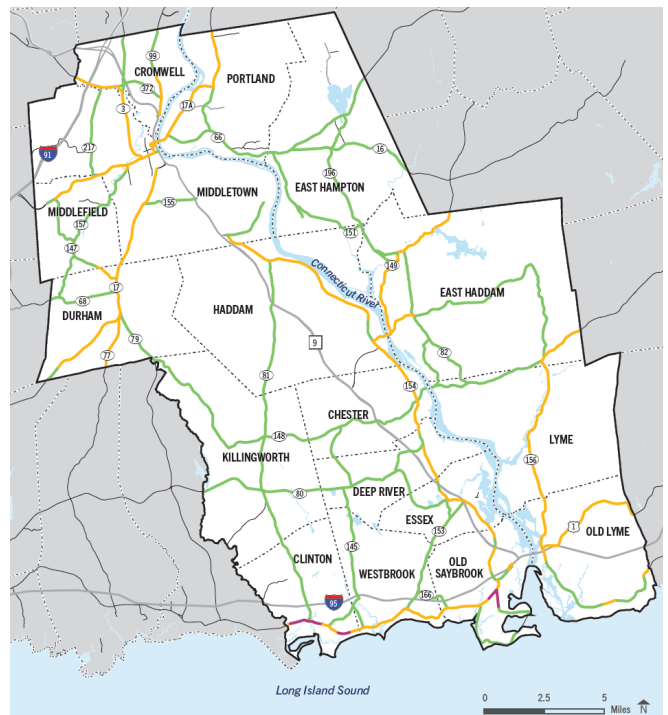 99
CROMWELL
PORTLAND
372
3
17A
66
91
217
16
196
MIDDLETOWN
EAST HAMPTON
155
MIDDLEFIELD
157
151
147
149
Connecticut River
17
EAST HADDAM
68
HADDAM
DURHAM
79
9
82
77
81
154
CHESTER
148
LYME
KILLINGWORTH
156
80
DEEP RIVER
ESSEX
1
OLD LYME
153
145
CLINTON
OLD
SAYBROOK
WESTBROOK
166
95
Long Island Sound
0
2.5
5
Miles
N